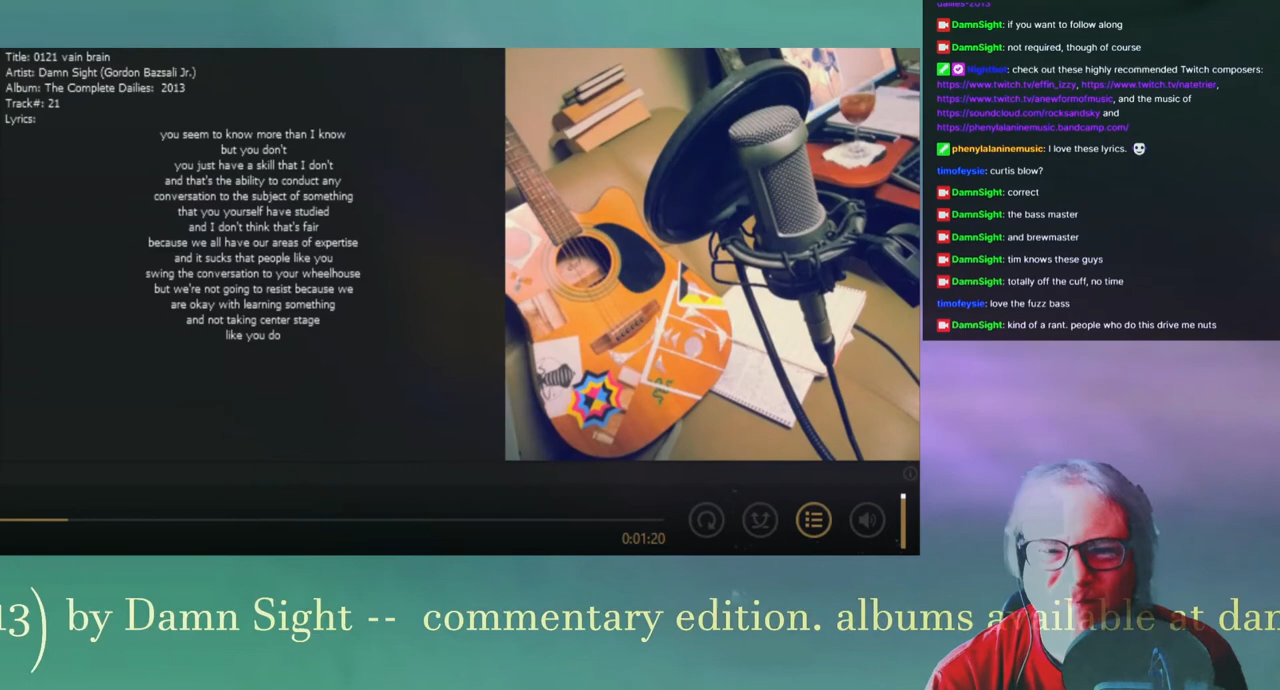 Title: 0121 vain brain
Artist: Damn Sight (Gordon Bazsali Jr.)
Album: The Complete Dailies:  2013
Track#: 21
Lyrics:
you seem to know more than I know
but you don't
you just have a skill that I don't
and that's the ability to conduct any
conversation to the subject of something
that you yourself have studied
and I don't think that's fair
because we all have our areas of expertise
and it sucks that people like you
swing the conversation to your wheelhouse
but we're not going to resist because we
are okay with learning something
and not taking center stage
like you do
0:01:20
dailies-2013
DamnSight: if you want to follow along
DamnSight: not required, though of course
Nightbot: check out these highly recommended Twitch composers:
https://www.twitch.tv/effin_izzy, https://www.twitch.tv/natetrier,
https://www.twitch.tv/anewformofmusic, and the music of
https://soundcloud.com/rocksandsky and
https://phenylalaninemusic.bandcamp.com/
phenylalaninemusic: I love these lyrics.
timofeysie: curtis blow?
DamnSight: correct
DamnSight: the bass master
DamnSight: and brewmaster
DamnSight: tim knows these guys
DamnSight: totally off the cuff, no time
timofeysie: love the fuzz bass
DamnSight: kind of a rant. people who do this drive me nuts
13) by Damn Sight --  commentary edition. albums available at dam